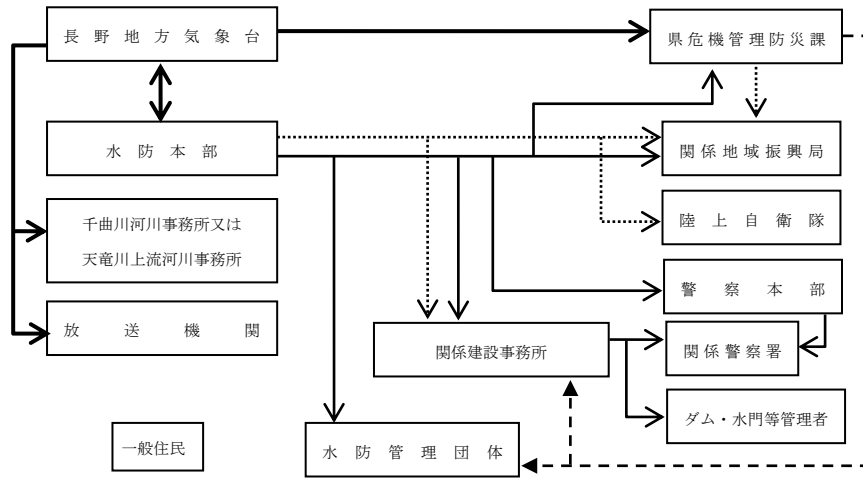 長野地方気象台
県危機管理防災課
水防本部
関係地域振興局
千曲川河川事務所又は
天竜川上流河川事務所
陸上自衛隊
警察本部
放送機関
関係建設事務所
関係警察署
ダム・水門等管理者
一般住民
水防管理団体